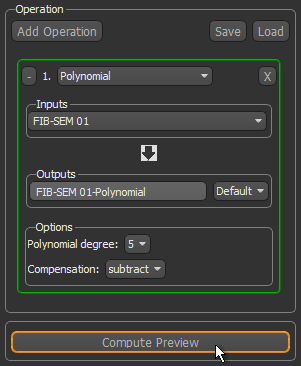 Operation
Add Operation Save Load
- 1. Polynomial X
Inputs
FIB-SEM 01
Outputs
FIB-SEM 01-Polynomial Default
Options
Polynomial degree: 5
Compensation: subtract
Compute Preview